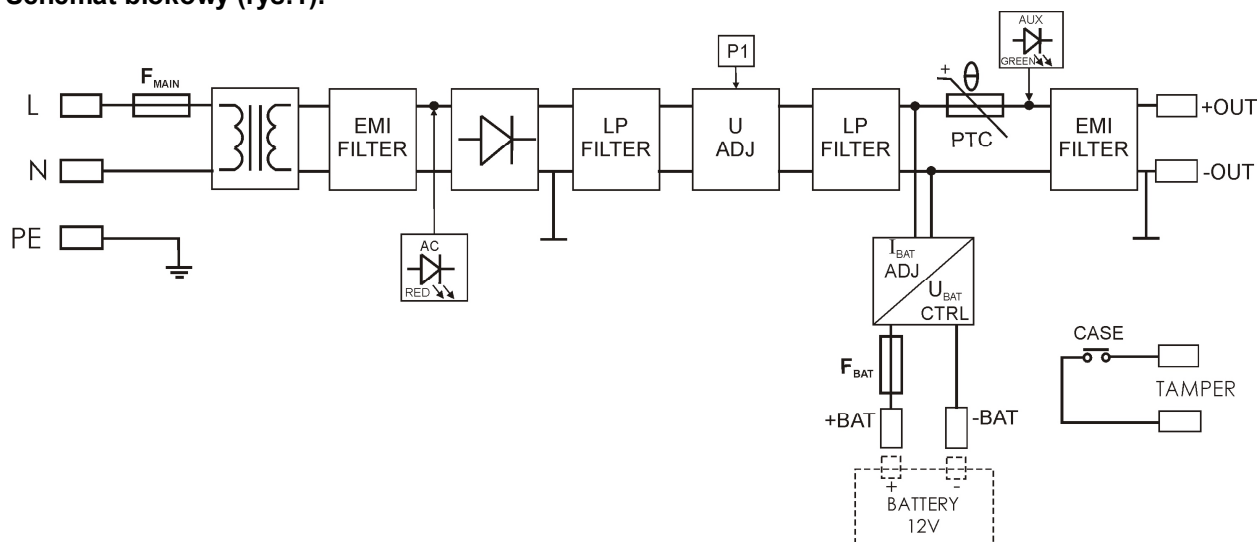 Schemat blokowy (rys.1).
AUX
GREEN
P1
+ θ
F MAIN
L
EMI
FILTER
LP
FILTER
U
ADJ
LP
FILTER
PTC
EMI
FILTER
+OUT
N
-OUT
PE
AC
RED
I BAT
ADJ
U BAT
CTRL
CASE
F BAT
TAMPER
+BAT
-BAT
+ -
BATTERY
12V